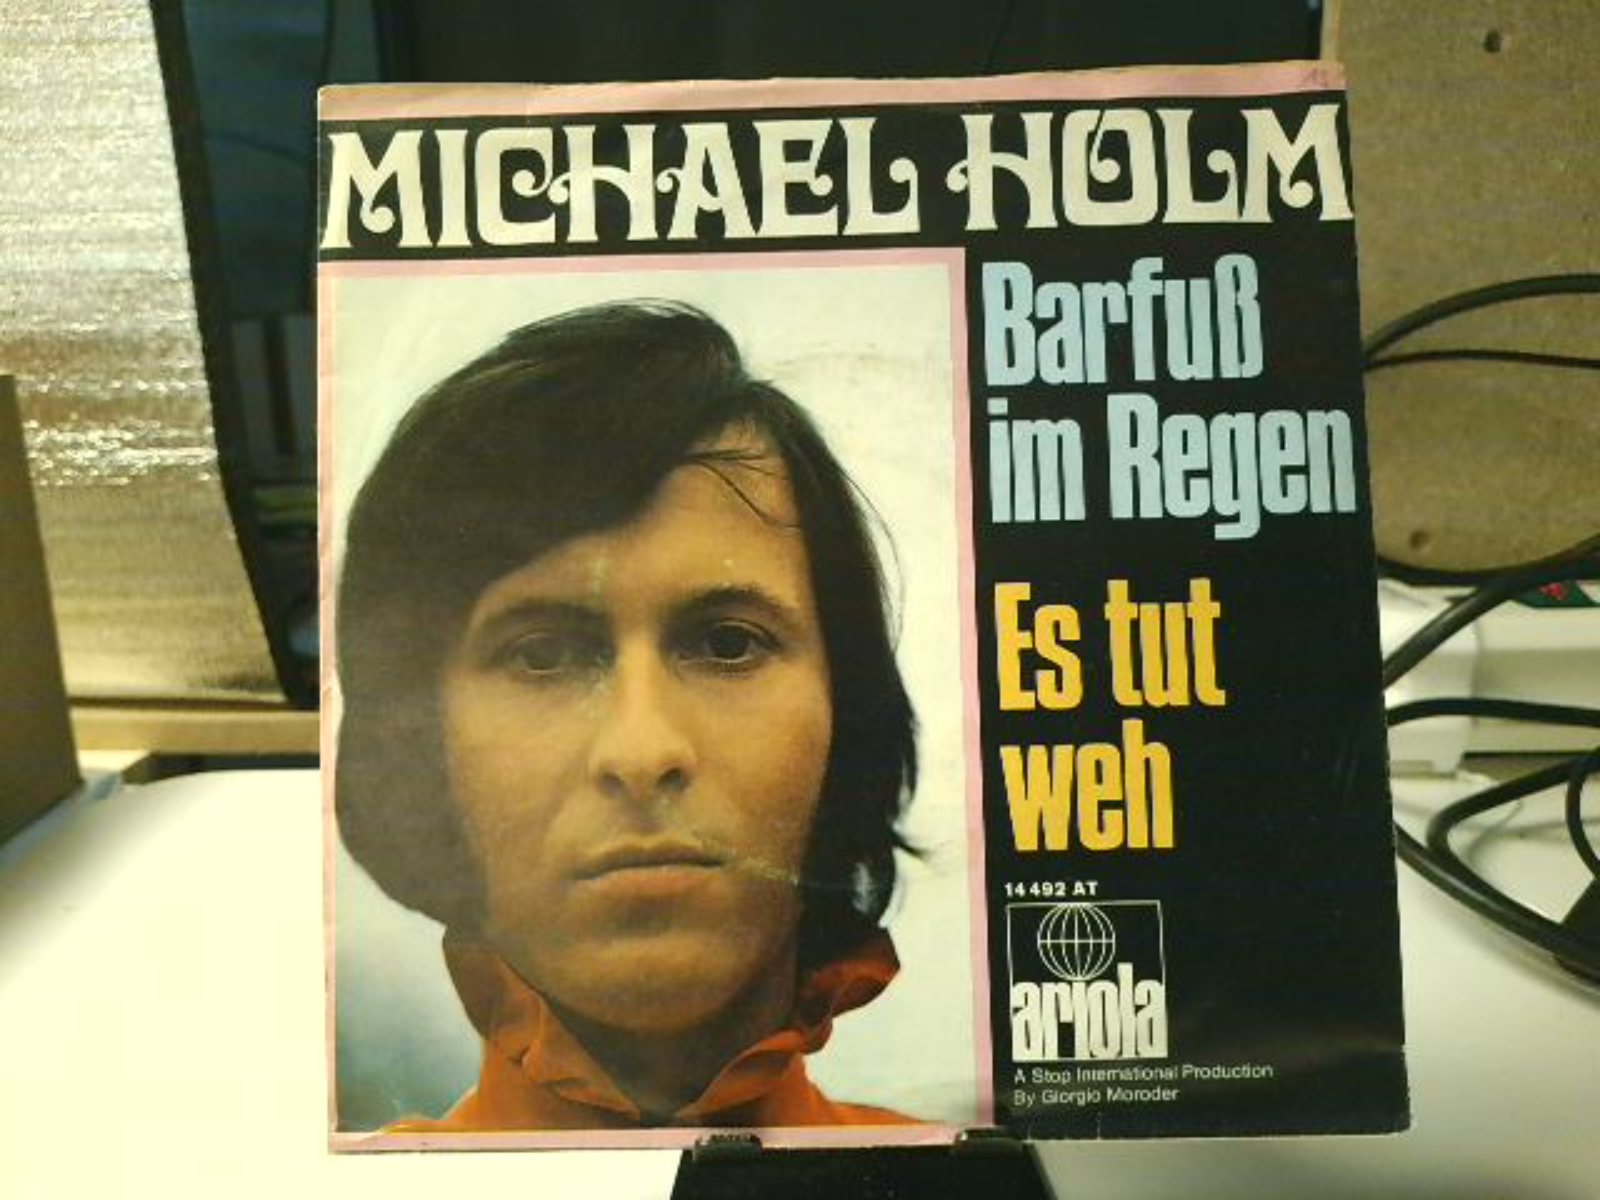 MICHAEL HOLM
Barfuß
im Regen
Es tut
weh
14 492 AT
ariola
A Stop International Production
By Giorgio Moroder